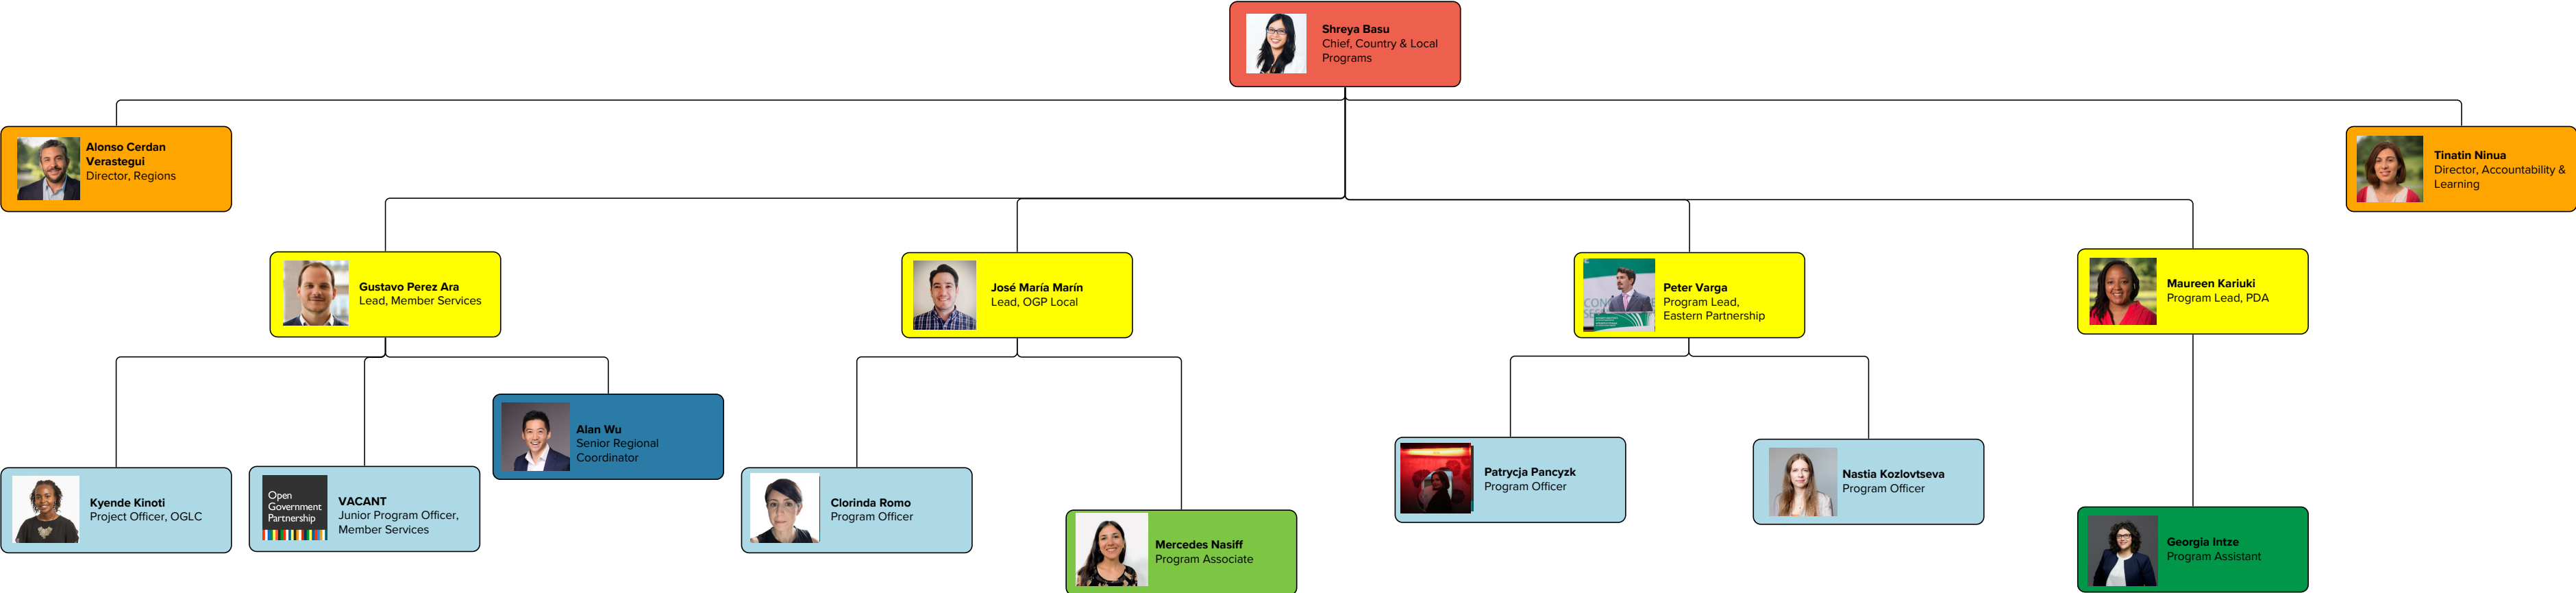 Shreya Basu
Chief, Country & Local
Programs
Alonso Cerdan
Verastegui
Director, Regions
Tinatin Ninua
Director, Accountability &
Learning
Gustavo Perez Ara
Lead, Member Services
José María Marín
Lead, OGP Local
Peter Varga
Program Lead,
Eastern Partnership
Maureen Kariuki
Program Lead, PDA
Alan Wu
Senior Regional
Coordinator
Kyende Kinoti
Project Officer, OGLC
Open
Government
Partnership
VACANT
Junior Program Officer,
Member Services
Clorinda Romo
Program Officer
Mercedes Nasiff
Program Associate
Patrycja Pancyzk
Program Officer
Nastia Kozlovtseva
Program Officer
Georgia Intze
Program Assistant